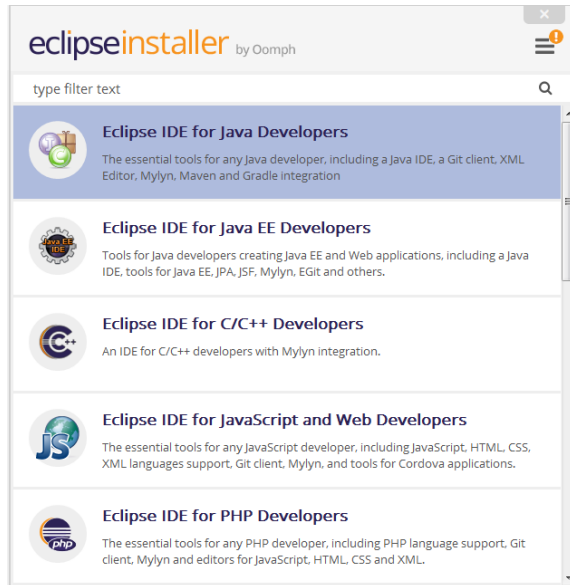 eclipseinstaller by Oomph
type filter text
Eclipse IDE for Java Developers
The essential tools for any Java developer, including a Java IDE, a Git client, XML
Editor, Mylyn, Maven and Gradle integration
Java EE
IDE
Eclipse IDE for Java EE Developers
Tools for Java developers creating Java EE and Web applications, including a Java
IDE, tools for Java EE, JPA, JSF, Mylyn, EGit and others.
C++
Eclipse IDE for C/C++ Developers
An IDE for C/C++ developers with Mylyn integration.
JS
Eclipse IDE for JavaScript and Web Developers
The essential tools for any JavaScript developer, including JavaScript, HTML, CSS,
XML languages support, Git client, Mylyn, and tools for Cordova applications.
php
Eclipse IDE for PHP Developers
The essential tools for any PHP developer, including PHP language support, Git
client, Mylyn and editors for JavaScript, HTML, CSS and XML.